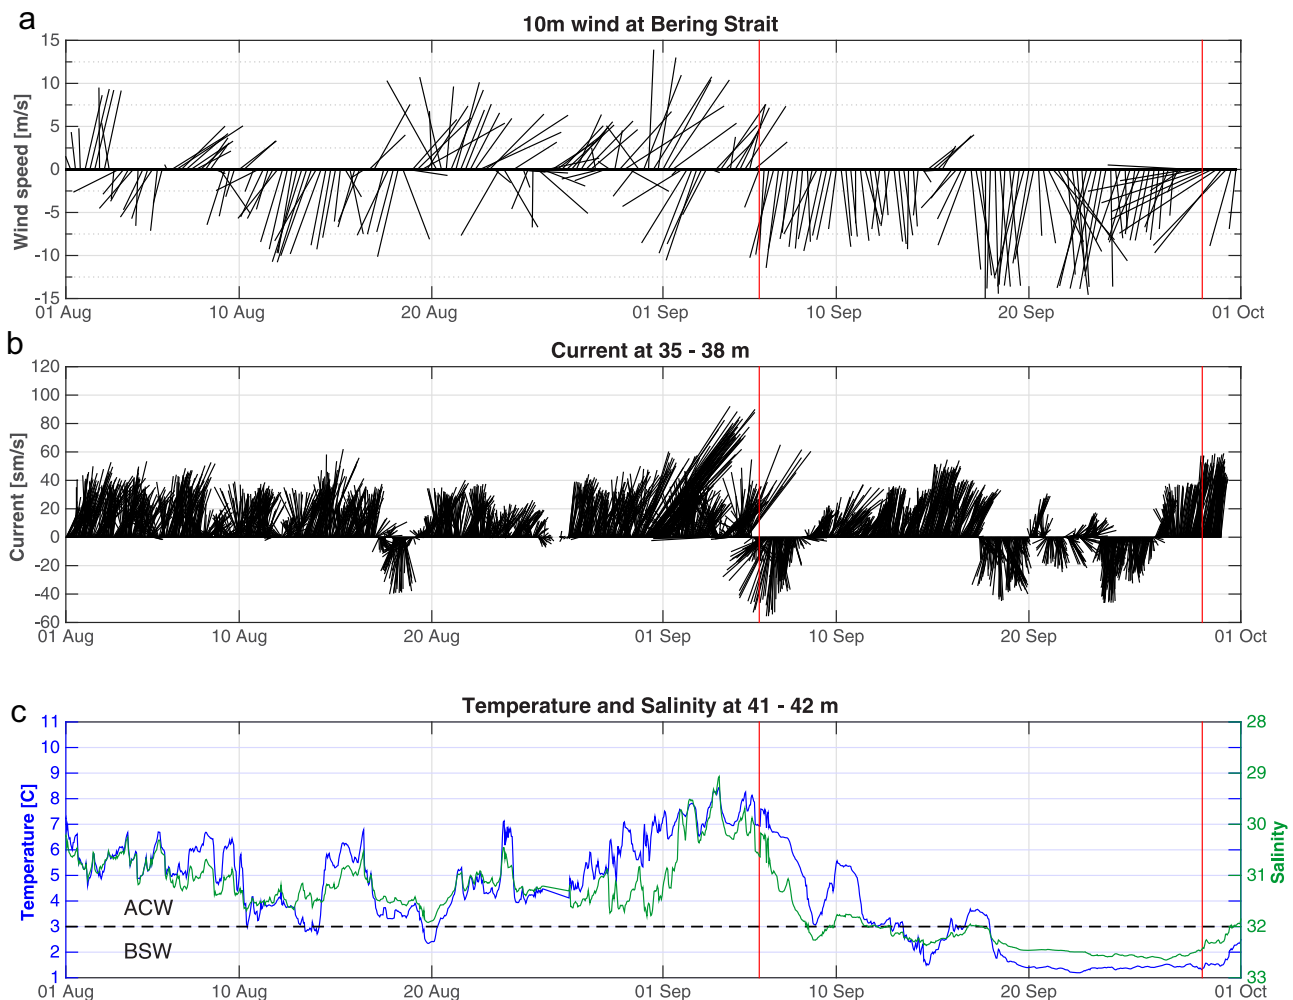 a
10m wind at Bering Strait
Wind speed [m/s]
15
10
5
0
-5
-10
-15
01 Aug 10 Aug 20 Aug 01 Sep 10 Sep 20 Sep 01 Oct
b
Current at 35 - 38 m
Current [sm/s]
120
100
80
60
40
20
0
-20
-40
-60
01 Aug 10 Aug 20 Aug 01 Sep 10 Sep 20 Sep 01 Oct
c
Temperature and Salinity at 41 - 42 m
Temperature [C]
11 28
10
9 29
8
7 30
6
5 31
4
3 32
2
1 33
Salinity
ACW
BSW
01 Aug 10 Aug 20 Aug 01 Sep 10 Sep 20 Sep 01 Oct